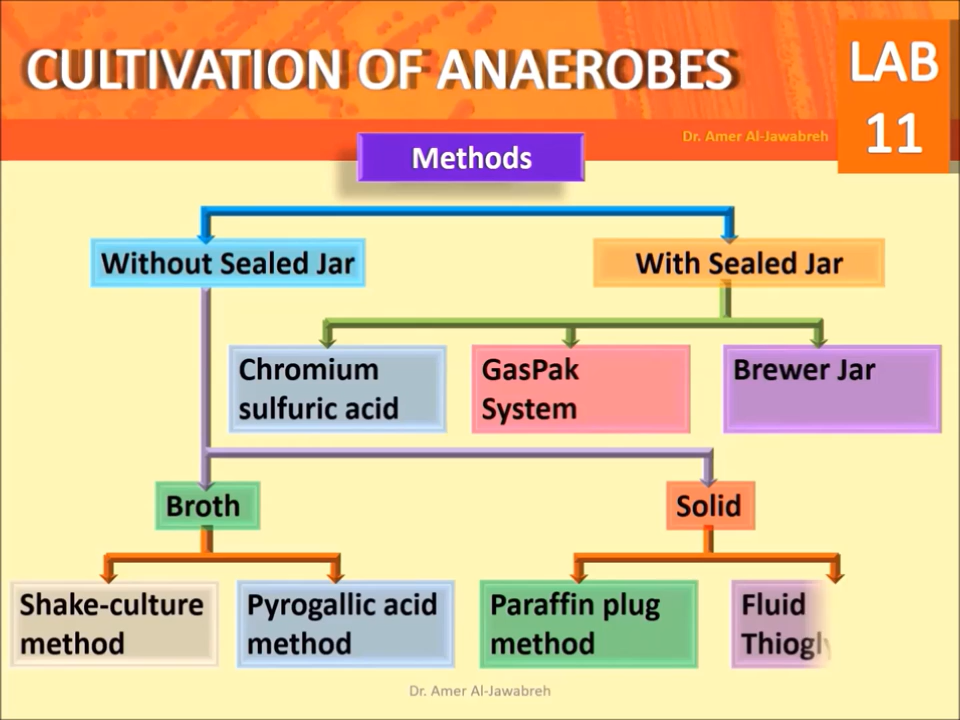 CULTIVATION OF ANAEROBES
LAB
11
Dr. Amer Al-Jawabreh
Methods
Without Sealed Jar
With Sealed Jar
Chromium
sulfuric acid
GasPak
System
Brewer Jar
Broth
Solid
Shake-culture
method
Pyrogallic acid
method
Paraffin plug
method
Fluid
Dr. Amer Al-Jawabreh